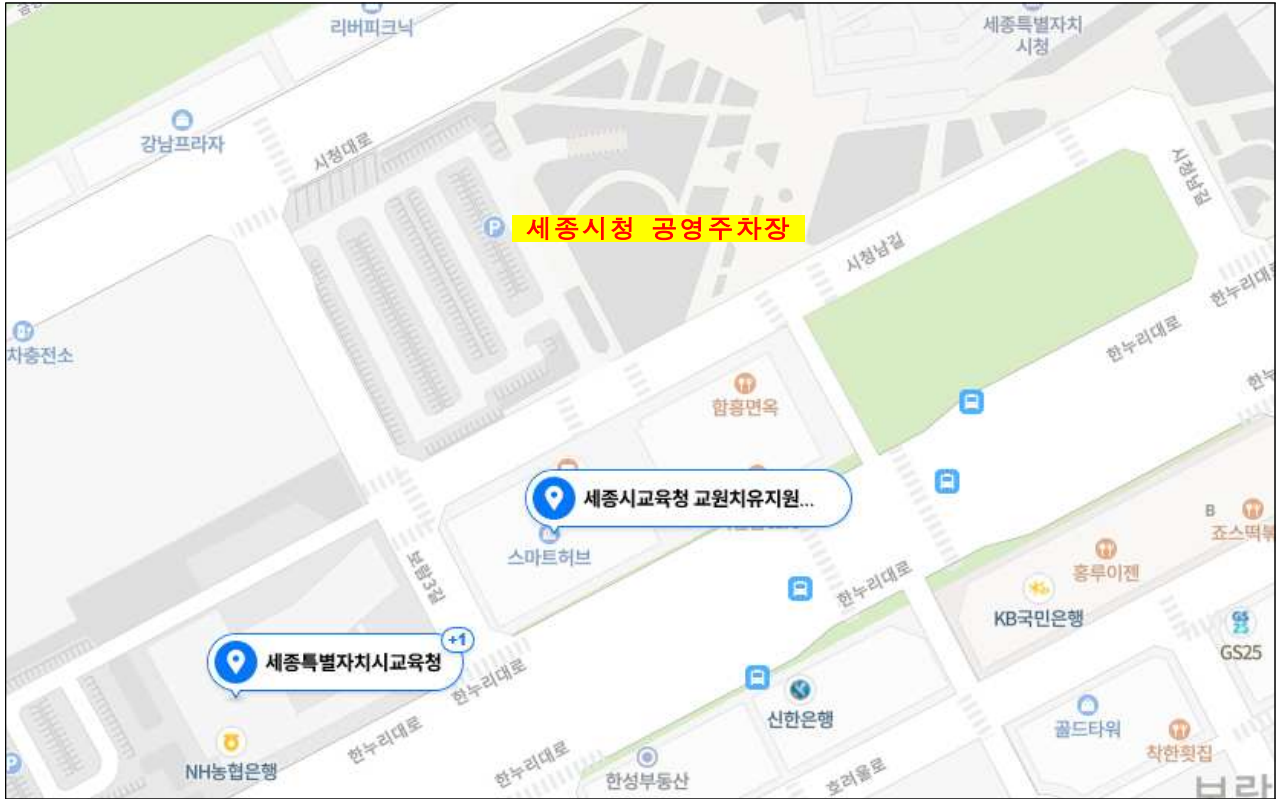 리버피크닉
세종특별자치
시청
강남프라자
시청대로
시청남길
세종시청 공영주차장
시청남길
한누리대로
차충전소
한누리대로
함흥면옥
세종시교육청 교원치유지원...
스마트허브
B
죠스떡볶
홍루이젠
보람3길
한누리대로
KB국민은행
GS25
GS25
세종특별자치시교육청
+1
한누리대로
신한은행
골드타워
한누리대로
착한횟집
NH농협은행
한누리대로
한성부동산
호려울로
보람
P
P